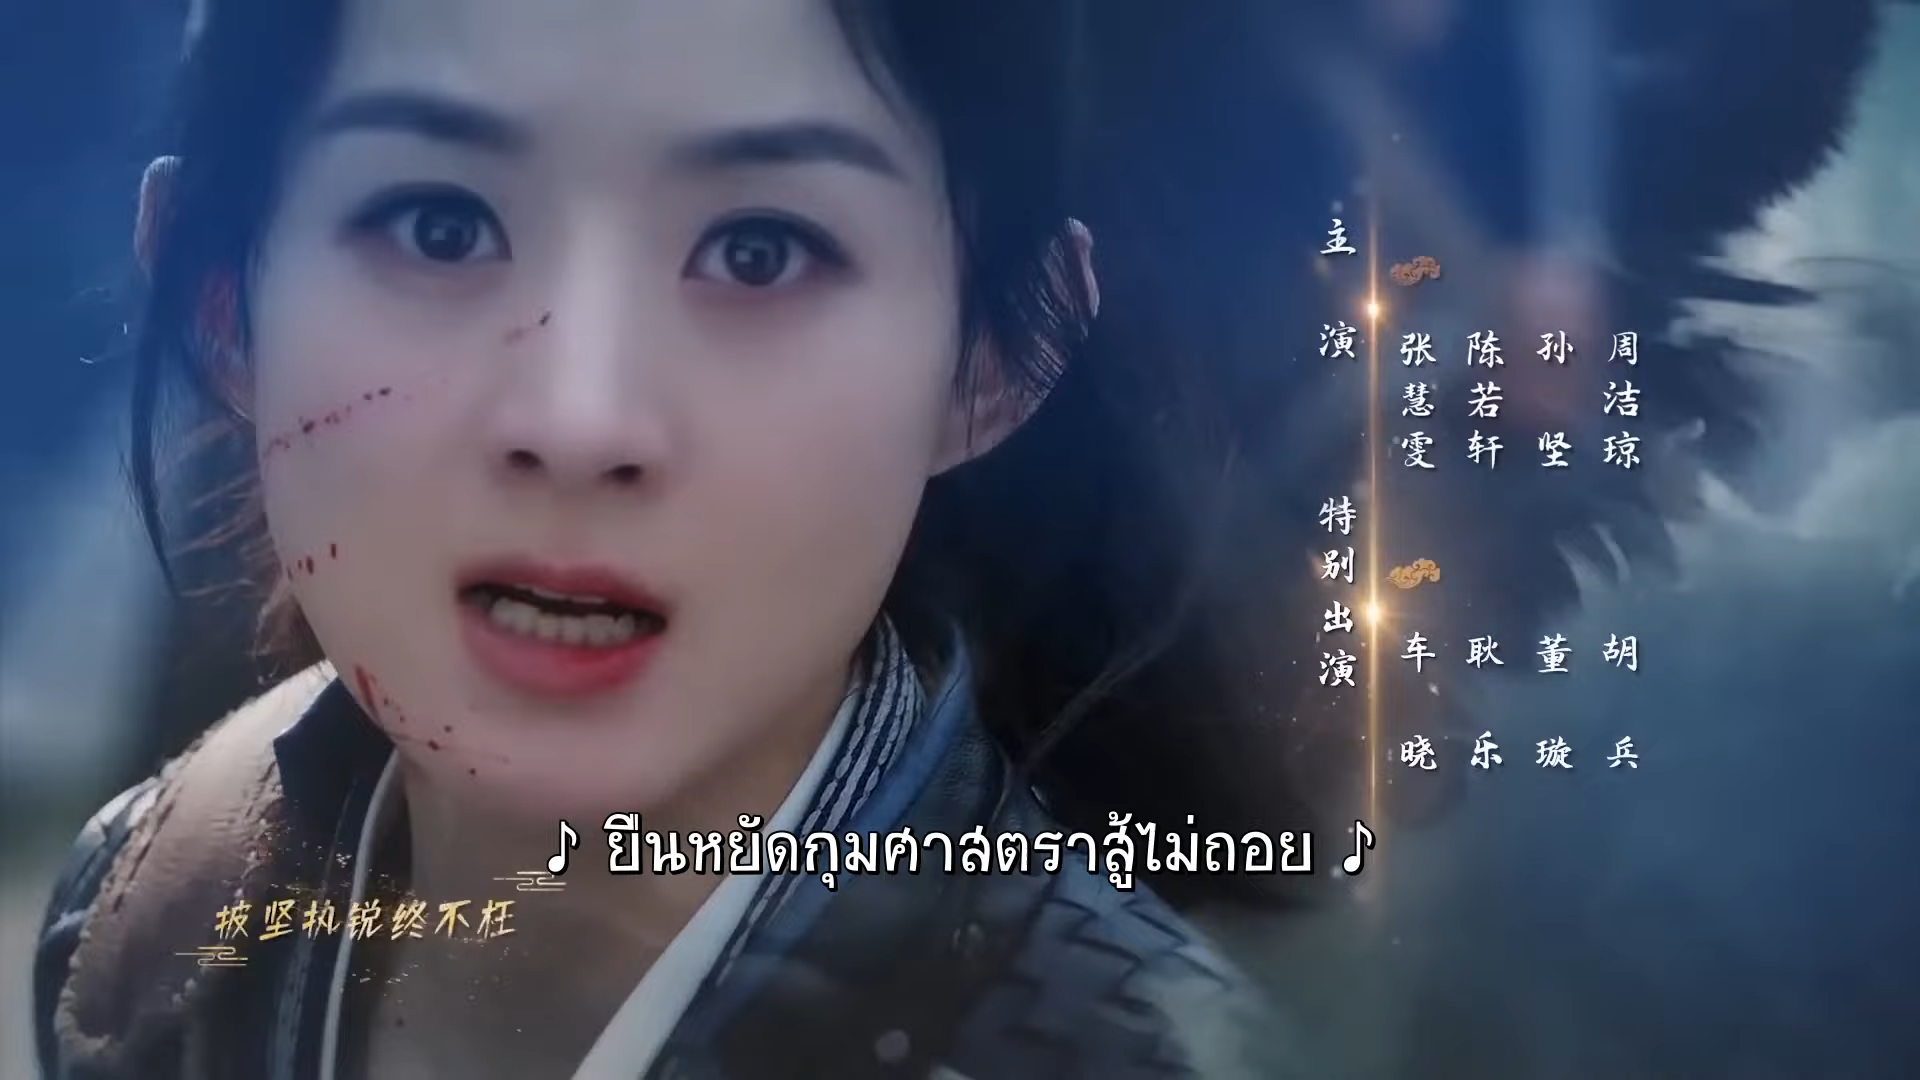 主演
张慧雯
陈若轩
孙坚
周洁琼
特别出演
车晓
耿乐
董璇
胡兵
♪ ยืนหยัดกุมศาสตราสู้ไม่ถอย ♪
披坚执锐终不枉